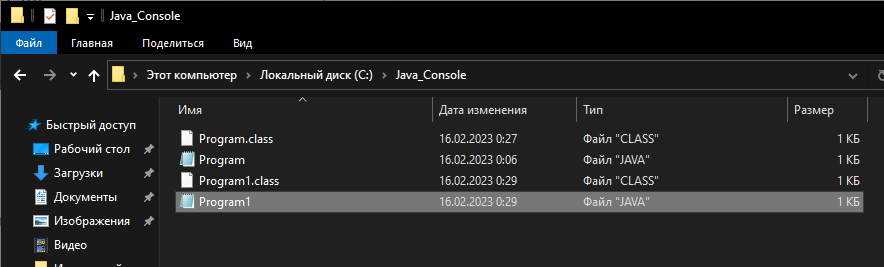 Java_Console
Файл Главная Поделиться Вид
Этот компьютер Локальный диск (C:) Java_Console
Имя Дата изменения Тип Размер
Быстрый доступ
Рабочий стол
Загрузки
Документы
Изображения
Видео
Program.class 16.02.2023 0:27 Файл "CLASS" 1 КБ
Program 16.02.2023 0:06 Файл "JAVA" 1 КБ
Program1.class 16.02.2023 0:29 Файл "CLASS" 1 КБ
Program1 16.02.2023 0:29 Файл "JAVA" 1 КБ